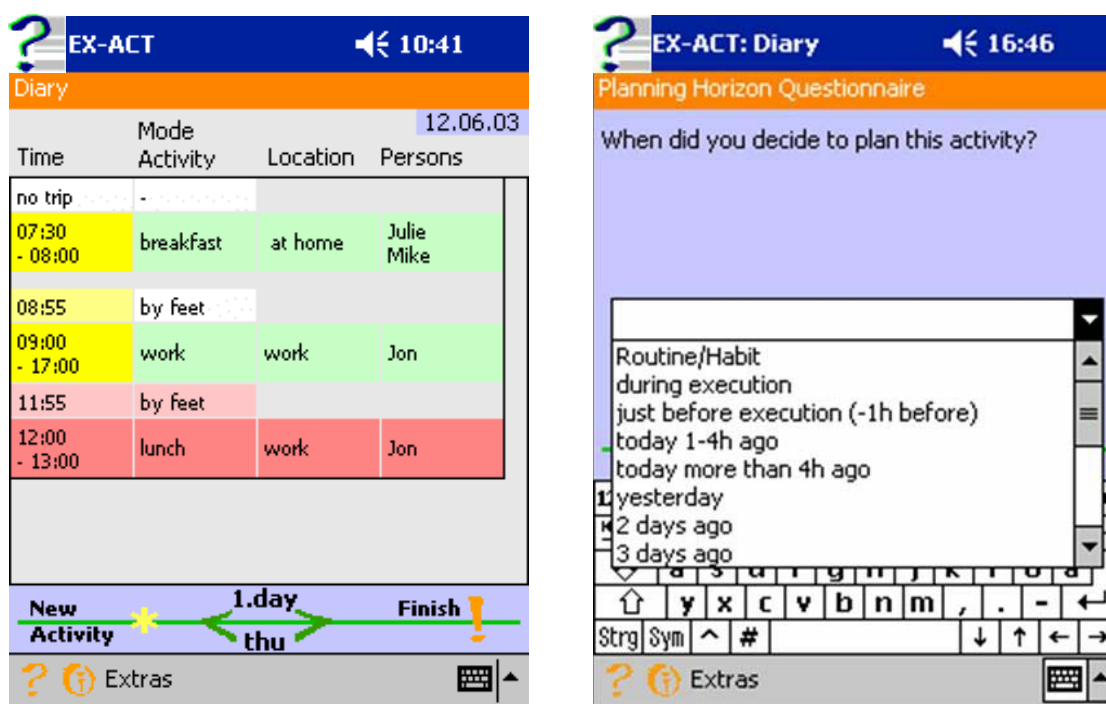 EX-ACT 10:41
Diary
12.06.03
Time Mode Activity Location Persons
no trip -
07:30 - 08:00 breakfast at home Julie Mike
08:55 by feet
09:00 - 17:00 work work Jon
11:55 by feet
12:00 - 13:00 lunch work Jon
New Activity 1.day thu Finish
Extras
EX-ACT: Diary 16:46
Planning Horizon Questionnaire
When did you decide to plan this activity?
Routine/Habit
during execution
just before execution (-1h before)
today 1-4h ago
today more than 4h ago
yesterday
2 days ago
3 days ago
y x c v b n m , . -
Strg Sym ^ # ↓ ↑ ← →
Extras